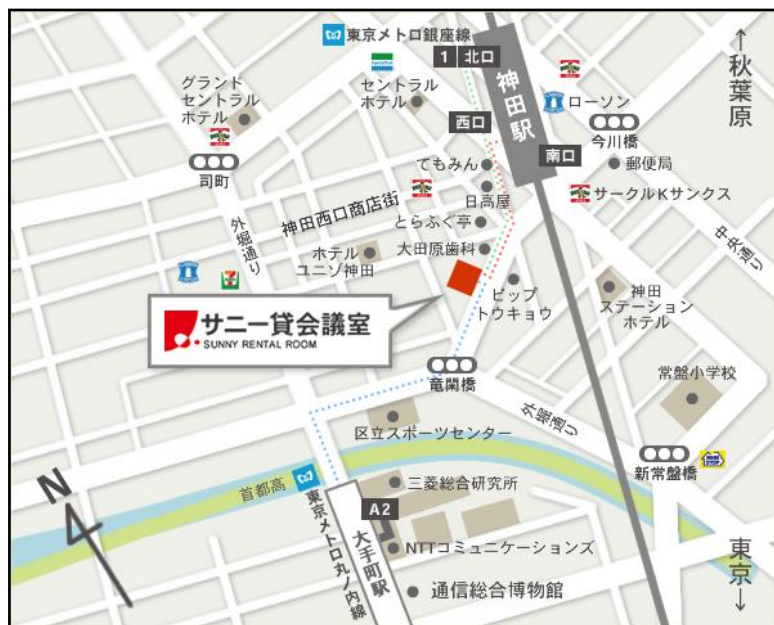 東京メトロ銀座線
1
北口
神田駅
↑秋葉原
グランド
セントラル
ホテル
セントラル
ホテル
ローソン
西口
今川橋
南口
郵便局
司町
てもみん
日高屋
サークルKサンクス
神田西口商店街
とらふぐ亭
外堀通り
大田原歯科
中央通り
ホテル
ユニゾ神田
ビップ
トウキョウ
神田
ステーション
ホテル
サニー貸会議室
SUNNY RENTAL ROOM
竜閑橋
常盤小学校
外堀通り
区立スポーツセンター
新常盤橋
首都高
三菱総合研究所
N
A2
東京メトロ丸ノ内線
大手町駅
NTTコミュニケーションズ
東京↓
通信総合博物館